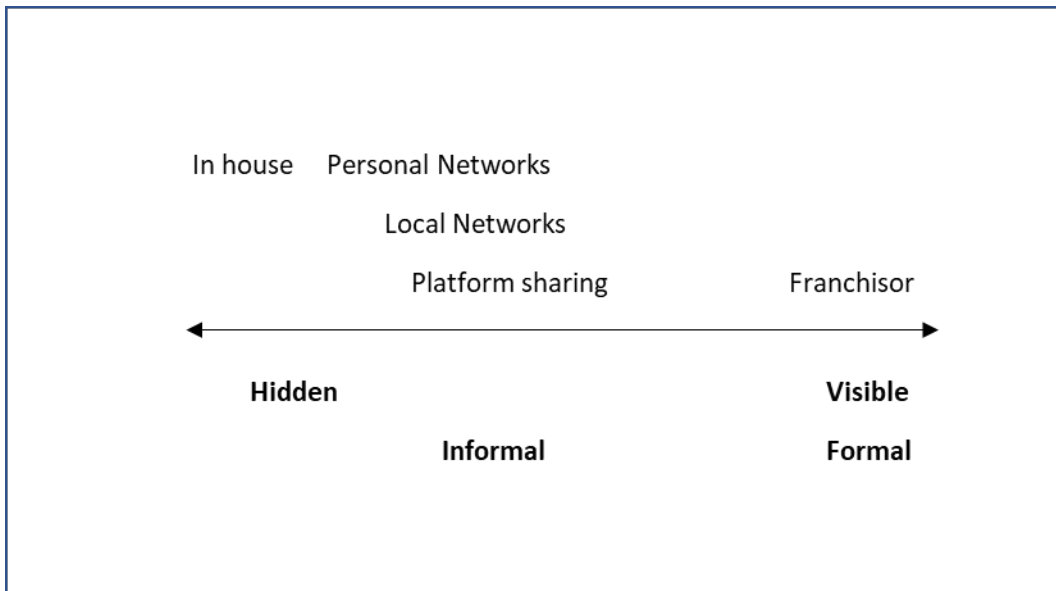 In house Personal Networks
Local Networks
Platform sharing Franchisor
Hidden Visible
Informal Formal